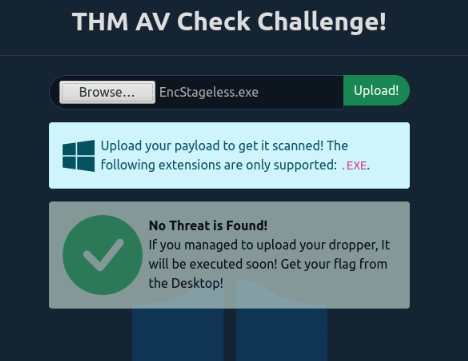 THM AV Check Challenge!
Browse... EncStageless.exe Upload!
Upload your payload to get it scanned! The
following extensions are only supported: .EXE.
No Threat is Found!
If you managed to upload your dropper, It
will be executed soon! Get your flag from
the Desktop!